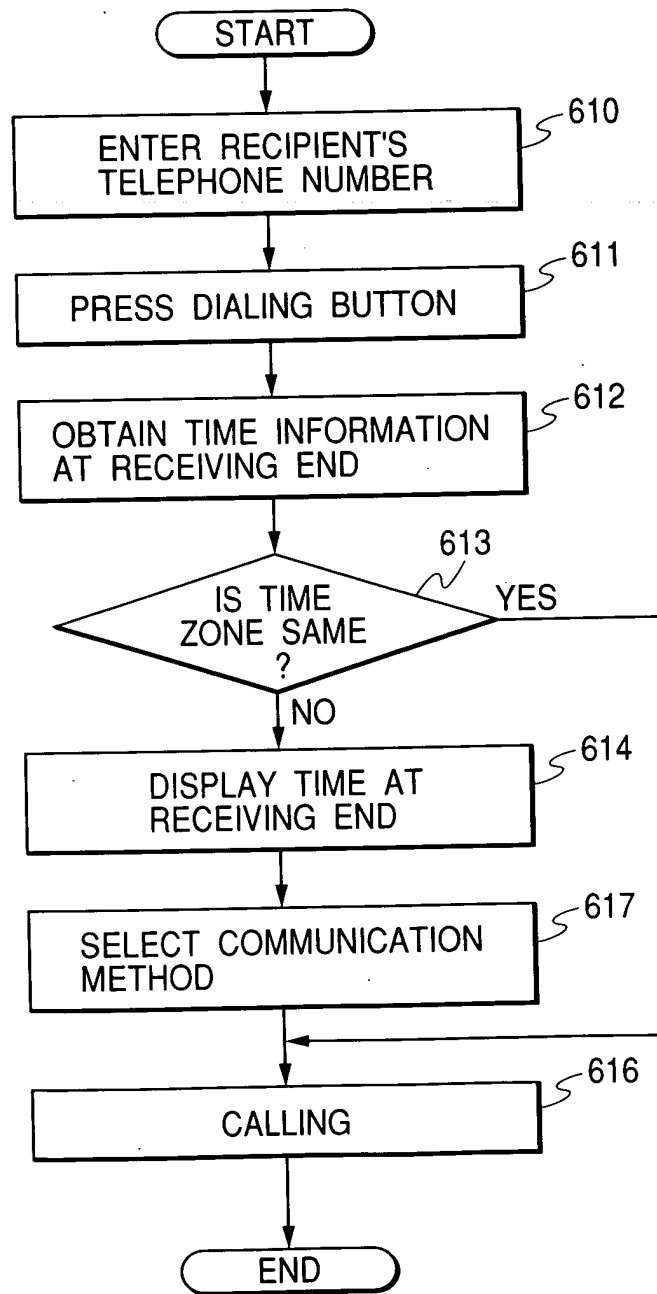 START
610
ENTER RECIPIENT'S
TELEPHONE NUMBER
611
PRESS DIALING BUTTON
612
OBTAIN TIME INFORMATION
AT RECEIVING END
613
IS TIME
ZONE SAME
?
YES
NO
614
DISPLAY TIME AT
RECEIVING END
617
SELECT COMMUNICATION
METHOD
616
CALLING
END